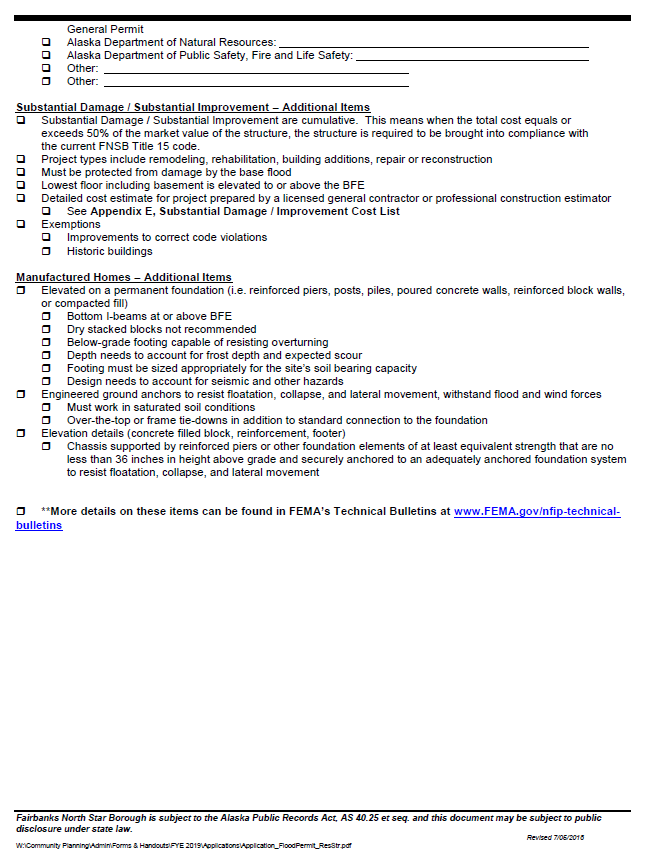 General Permit
❑ Alaska Department of Natural Resources: ____
❑ Alaska Department of Public Safety, Fire and Life Safety: ____
❑ Other: ____
❑ Other: ____
Substantial Damage / Substantial Improvement – Additional Items
❑ Substantial Damage / Substantial Improvement are cumulative. This means when the total cost equals or
exceeds 50% of the market value of the structure, the structure is required to be brought into compliance with
the current FNSB Title 15 code.
❑ Project types include remodeling, rehabilitation, building additions, repair or reconstruction
❑ Must be protected from damage by the base flood
❑ Lowest floor including basement is elevated to or above the BFE
❑ Detailed cost estimate for project prepared by a licensed general contractor or professional construction estimator
❑ See Appendix E, Substantial Damage / Improvement Cost List
❑ Exemptions
❑ Improvements to correct code violations
❑ Historic buildings
Manufactured Homes – Additional Items
❑ Elevated on a permanent foundation (i.e. reinforced piers, posts, piles, poured concrete walls, reinforced block walls,
or compacted fill)
❑ Bottom I-beams at or above BFE
❑ Dry stacked blocks not recommended
❑ Below-grade footing capable of resisting overturning
❑ Depth needs to account for frost depth and expected scour
❑ Footing must be sized appropriately for the site's soil bearing capacity
❑ Design needs to account for seismic and other hazards
❑ Engineered ground anchors to resist floatation, collapse, and lateral movement, withstand flood and wind forces
❑ Must work in saturated soil conditions
❑ Over-the-top or frame tie-downs in addition to standard connection to the foundation
❑ Elevation details (concrete filled block, reinforcement, footer)
❑ Chassis supported by reinforced piers or other foundation elements of at least equivalent strength that are no
less than 36 inches in height above grade and securely anchored to an adequately anchored foundation system
to resist floatation, collapse, and lateral movement
❑ **More details on these items can be found in FEMA's Technical Bulletins at www.FEMA.gov/nfip-technical-
bulletins
Fairbanks North Star Borough is subject to the Alaska Public Records Act, AS 40.25 et seq. and this document may be subject to public
disclosure under state law.
Revised 7/05/2018
W:\Community Planning\Admin\Forms & Handouts\FYE 2019\Applications\Application_FloodPermit_ResStr.pdf